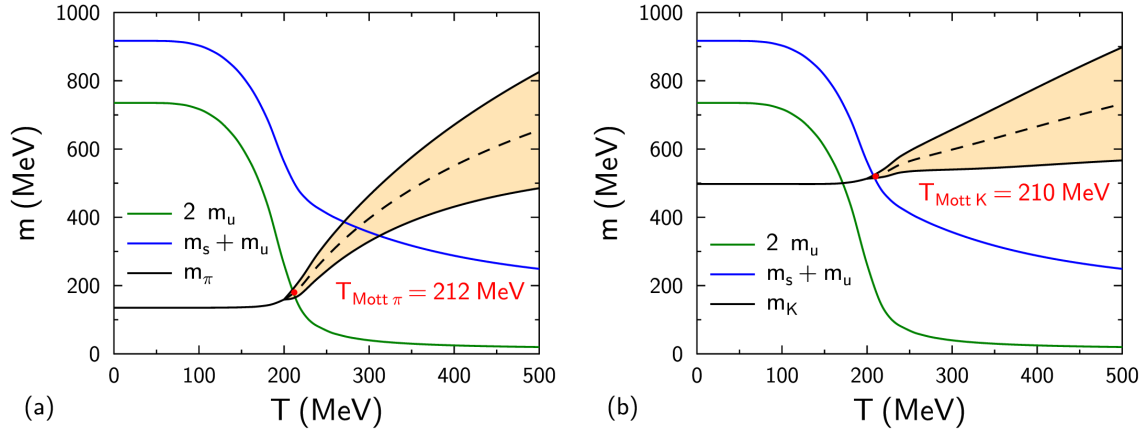 1000
800
600
400
200
0
m (MeV)
2 m_u
m_s + m_u
m_π
T_Mott π = 212 MeV
0 100 200 300 400 500
(a)
T (MeV)
1000
800
600
400
200
0
m (MeV)
T_Mott K = 210 MeV
2 m_u
m_s + m_u
m_K
0 100 200 300 400 500
(b)
T (MeV)